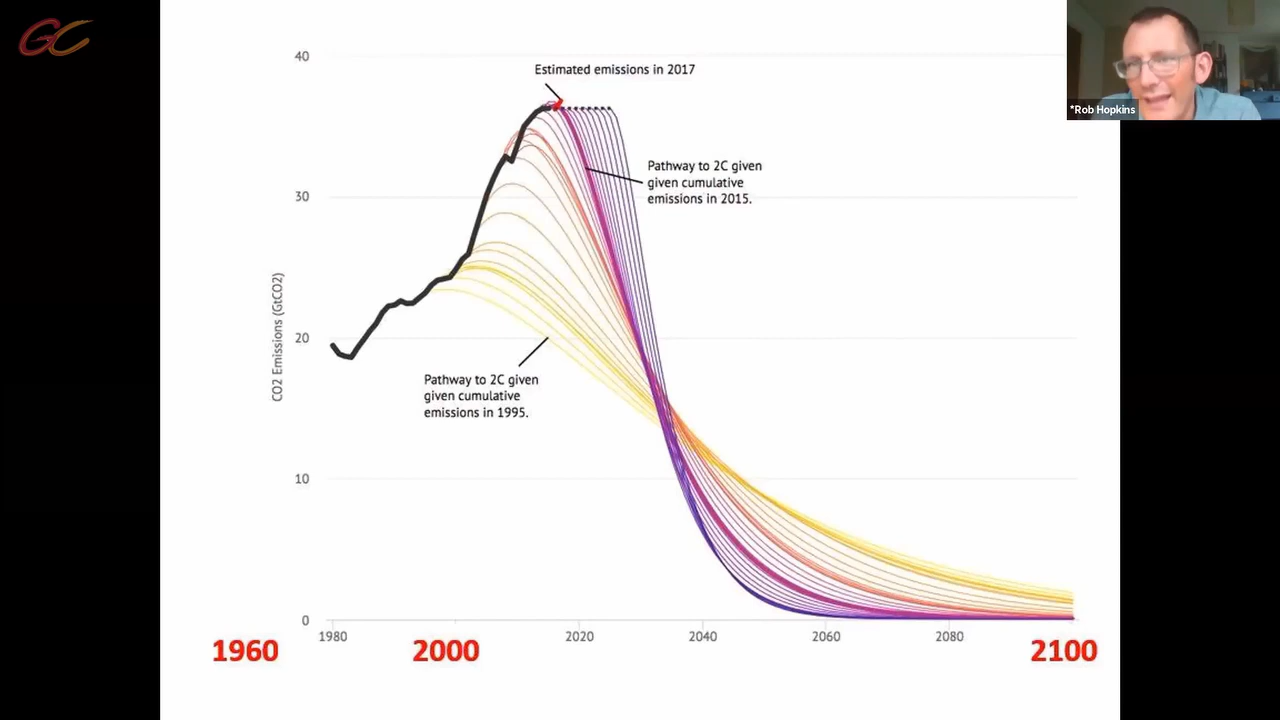 GC
*Rob Hopkins
40
Estimated emissions in 2017
Pathway to 2C given
given cumulative
emissions in 2015.
30
CO2 Emissions (GtCO2)
20
Pathway to 2C given
given cumulative
emissions in 1995.
10
0
1980
2020
2040
2060
2080
1960
2000
2100